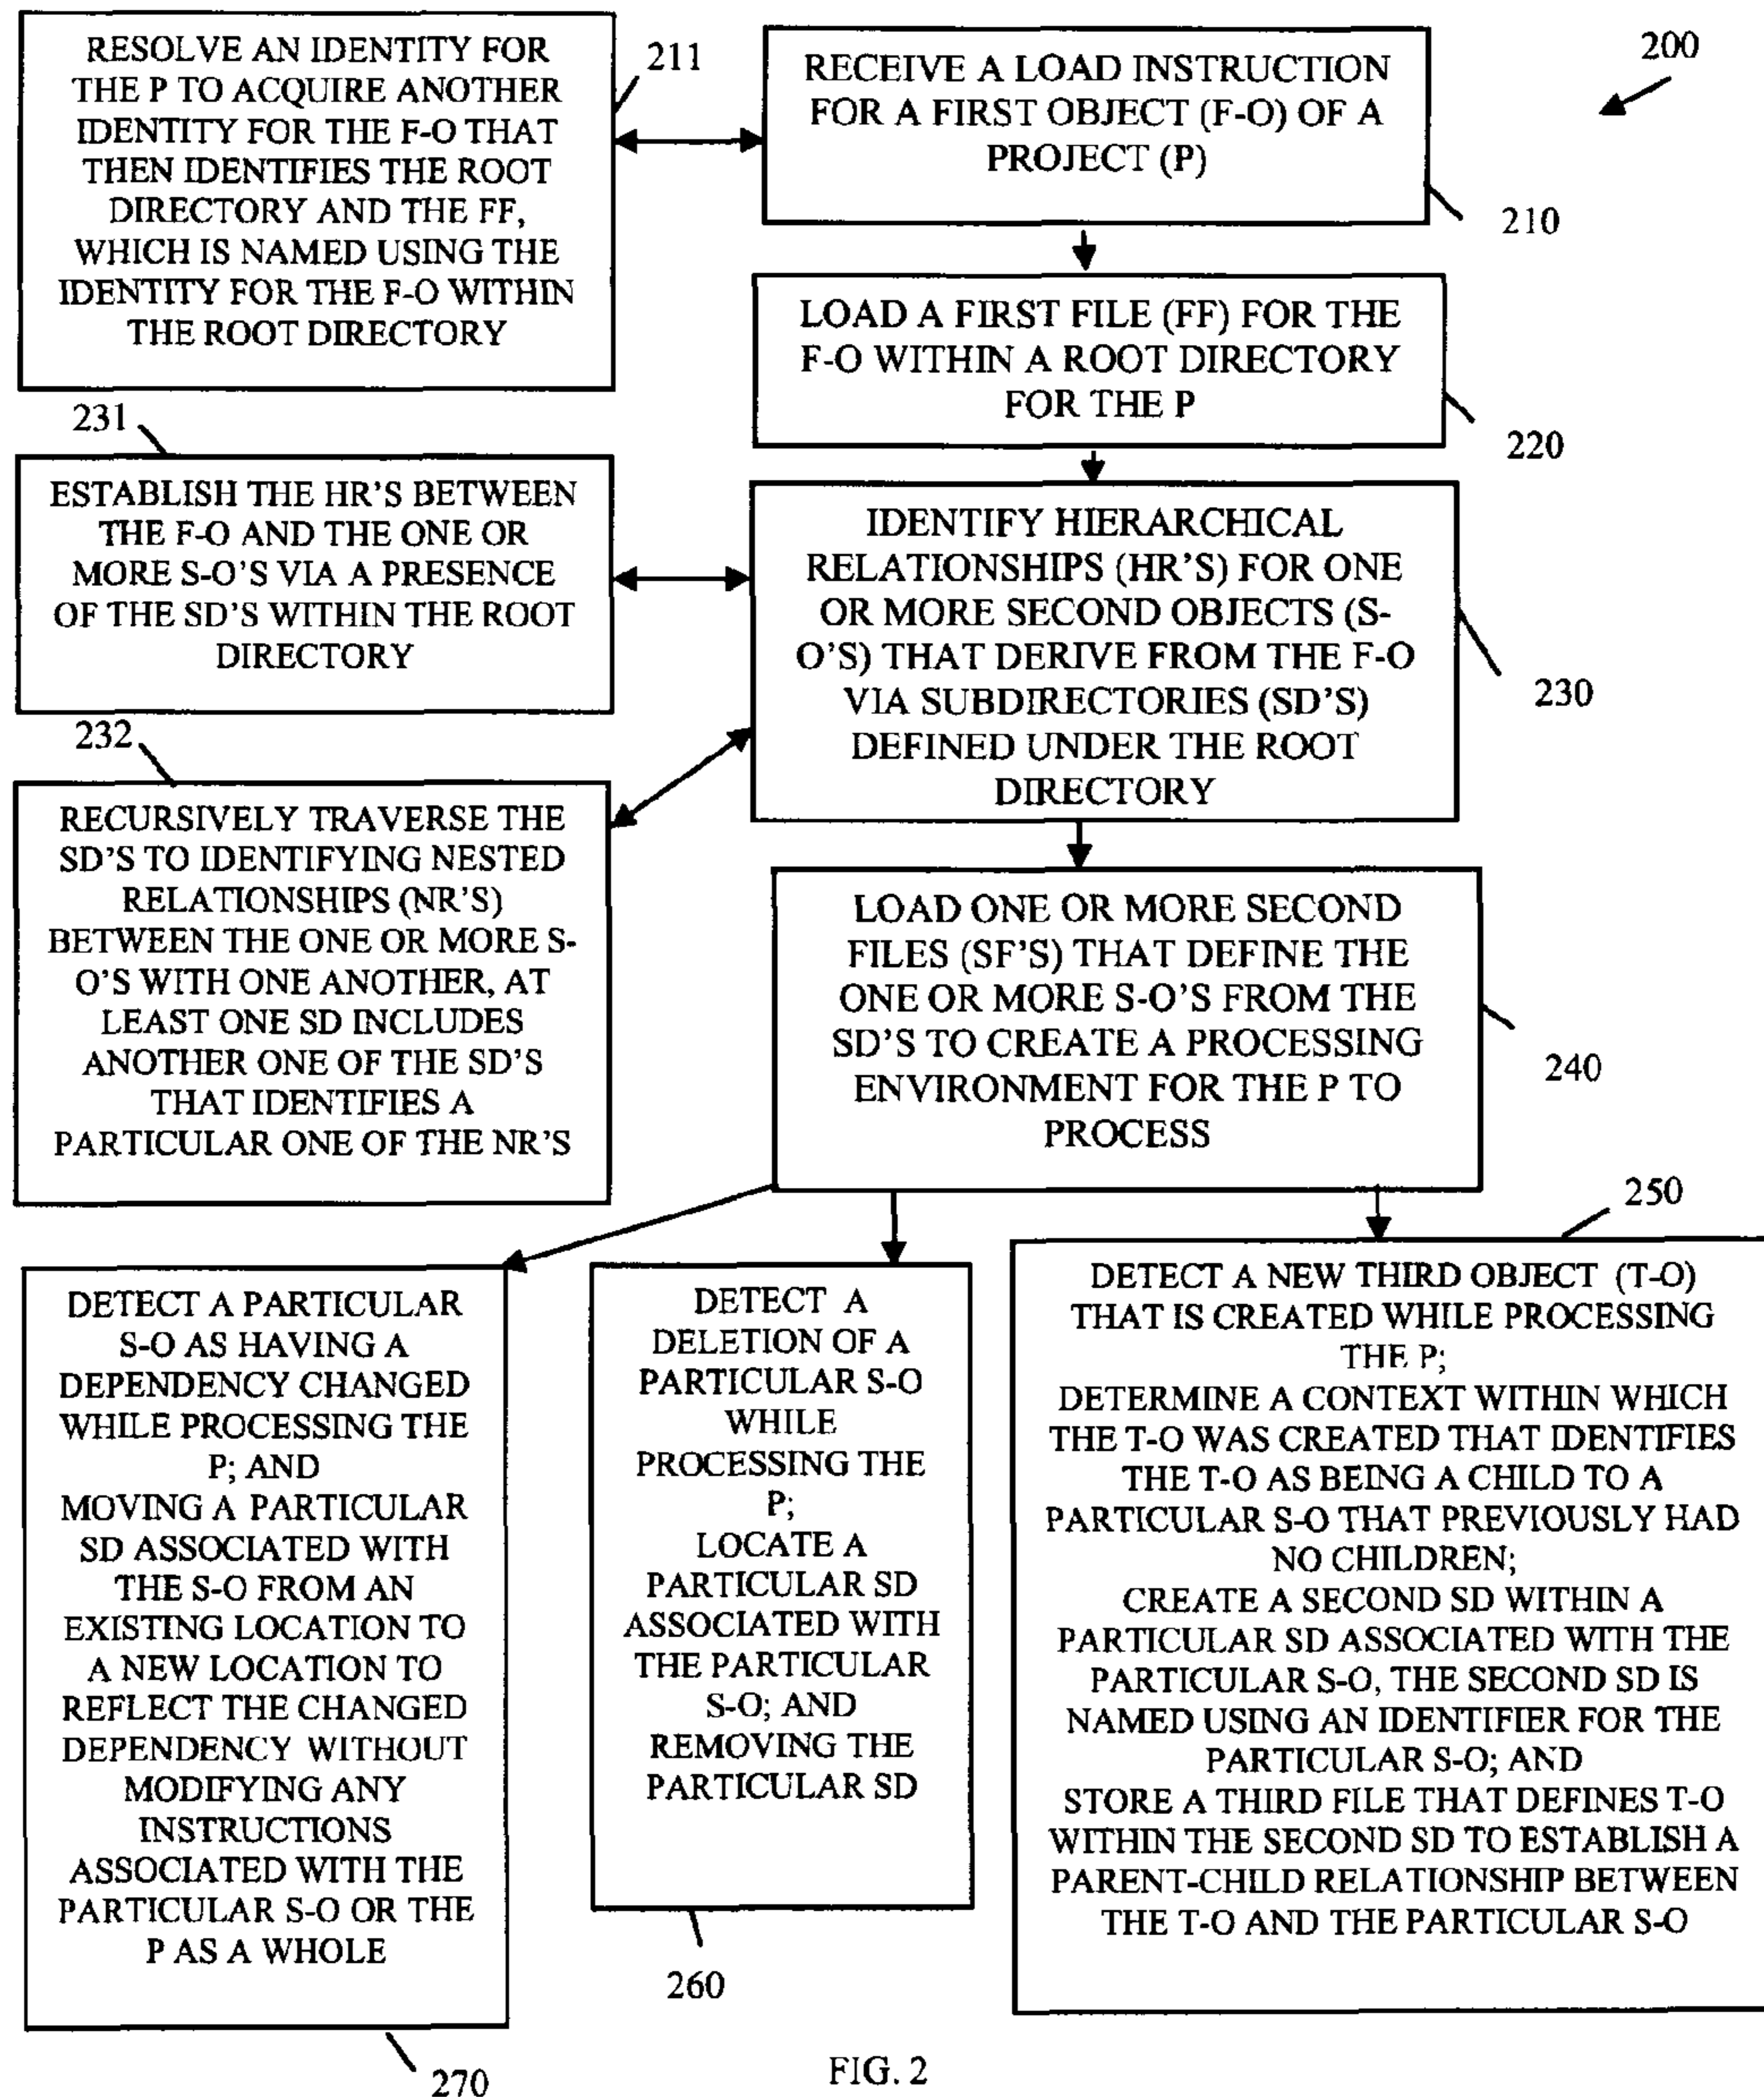 200
RECEIVE A LOAD INSTRUCTION
FOR A FIRST OBJECT (F-O) OF A
PROJECT (P)
210
RESOLVE AN IDENTITY FOR
THE P TO ACQUIRE ANOTHER
IDENTITY FOR THE F-O THAT
THEN IDENTIFIES THE ROOT
DIRECTORY AND THE FF,
WHICH IS NAMED USING THE
IDENTITY FOR THE F-O WITHIN
THE ROOT DIRECTORY
211
LOAD A FIRST FILE (FF) FOR THE
F-O WITHIN A ROOT DIRECTORY
FOR THE P
220
IDENTIFY HIERARCHICAL
RELATIONSHIPS (HR'S) FOR ONE
OR MORE SECOND OBJECTS (S-
O'S) THAT DERIVE FROM THE F-O
VIA SUBDIRECTORIES (SD'S)
DEFINED UNDER THE ROOT
DIRECTORY
230
231
ESTABLISH THE HR'S BETWEEN
THE F-O AND THE ONE OR
MORE S-O'S VIA A PRESENCE
OF THE SD'S WITHIN THE ROOT
DIRECTORY
232
RECURSIVELY TRAVERSE THE
SD'S TO IDENTIFYING NESTED
RELATIONSHIPS (NR'S)
BETWEEN THE ONE OR MORE S-
O'S WITH ONE ANOTHER, AT
LEAST ONE SD INCLUDES
ANOTHER ONE OF THE SD'S
THAT IDENTIFIES A
PARTICULAR ONE OF THE NR'S
LOAD ONE OR MORE SECOND
FILES (SF'S) THAT DEFINE THE
ONE OR MORE S-O'S FROM THE
SD'S TO CREATE A PROCESSING
ENVIRONMENT FOR THE P TO
PROCESS
240
250
DETECT A NEW THIRD OBJECT (T-O)
THAT IS CREATED WHILE PROCESSING
THE P;
DETERMINE A CONTEXT WITHIN WHICH
THE T-O WAS CREATED THAT IDENTIFIES
THE T-O AS BEING A CHILD TO A
PARTICULAR S-O THAT PREVIOUSLY HAD
NO CHILDREN;
CREATE A SECOND SD WITHIN A
PARTICULAR SD ASSOCIATED WITH THE
PARTICULAR S-O, THE SECOND SD IS
NAMED USING AN IDENTIFIER FOR THE
PARTICULAR S-O; AND
STORE A THIRD FILE THAT DEFINES T-O
WITHIN THE SECOND SD TO ESTABLISH A
PARENT-CHILD RELATIONSHIP BETWEEN
THE T-O AND THE PARTICULAR S-O
DETECT A
DELETION OF A
PARTICULAR S-O
WHILE
PROCESSING THE
P;
LOCATE A
PARTICULAR SD
ASSOCIATED WITH
THE PARTICULAR
S-O; AND
REMOVING THE
PARTICULAR SD
260
DETECT A PARTICULAR
S-O AS HAVING A
DEPENDENCY CHANGED
WHILE PROCESSING THE
P; AND
MOVING A PARTICULAR
SD ASSOCIATED WITH
THE S-O FROM AN
EXISTING LOCATION TO
A NEW LOCATION TO
REFLECT THE CHANGED
DEPENDENCY WITHOUT
MODIFYING ANY
INSTRUCTIONS
ASSOCIATED WITH THE
PARTICULAR S-O OR THE
P AS A WHOLE
270
FIG. 2